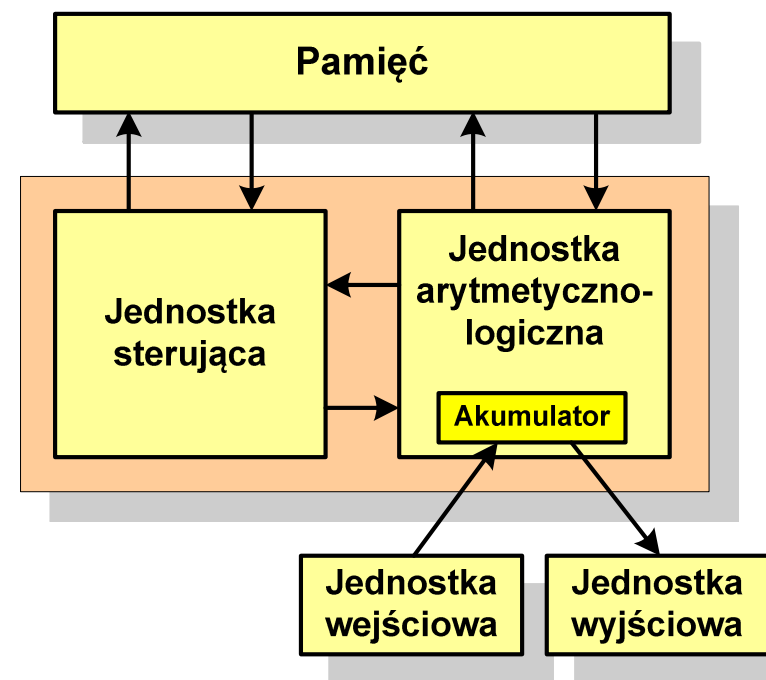 Pamięć
Jednostka
sterująca
Jednostka
arytmetyczno-
logiczna
Akumulator
Jednostka
wejściowa
Jednostka
wyjściowa